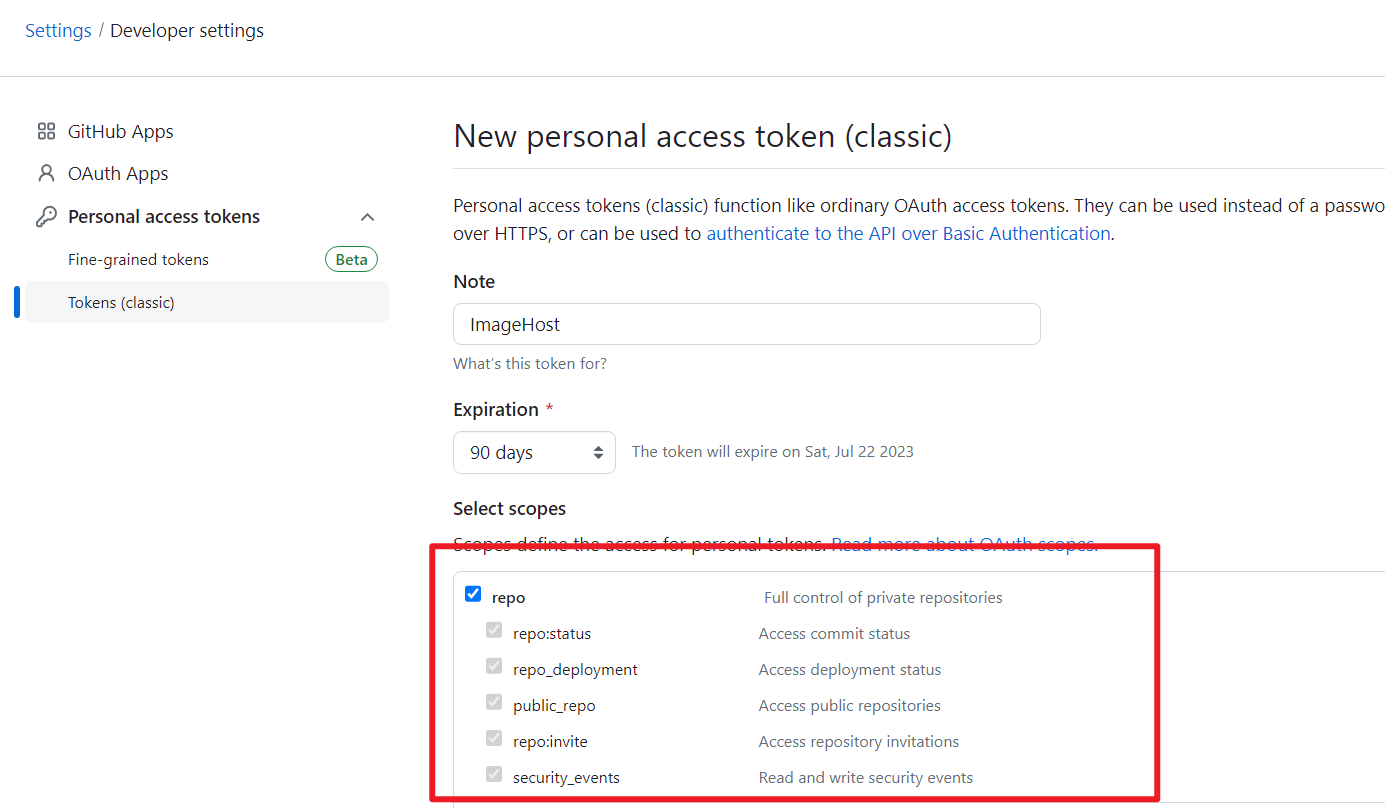 Settings / Developer settings
GitHub Apps
OAuth Apps
Personal access tokens
Fine-grained tokens Beta
Tokens (classic)
New personal access token (classic)
Personal access tokens (classic) function like ordinary OAuth access tokens. They can be used instead of a passwo
over HTTPS, or can be used to authenticate to the API over Basic Authentication.
Note
ImageHost
What's this token for?
Expiration *
90 days The token will expire on Sat, Jul 22 2023
Select scopes
Scopes define the access for personal tokens. Read more about OAuth scopes.
repo Full control of private repositories
repo:status Access commit status
repo_deployment Access deployment status
public_repo Access public repositories
repo:invite Access repository invitations
security_events Read and write security events